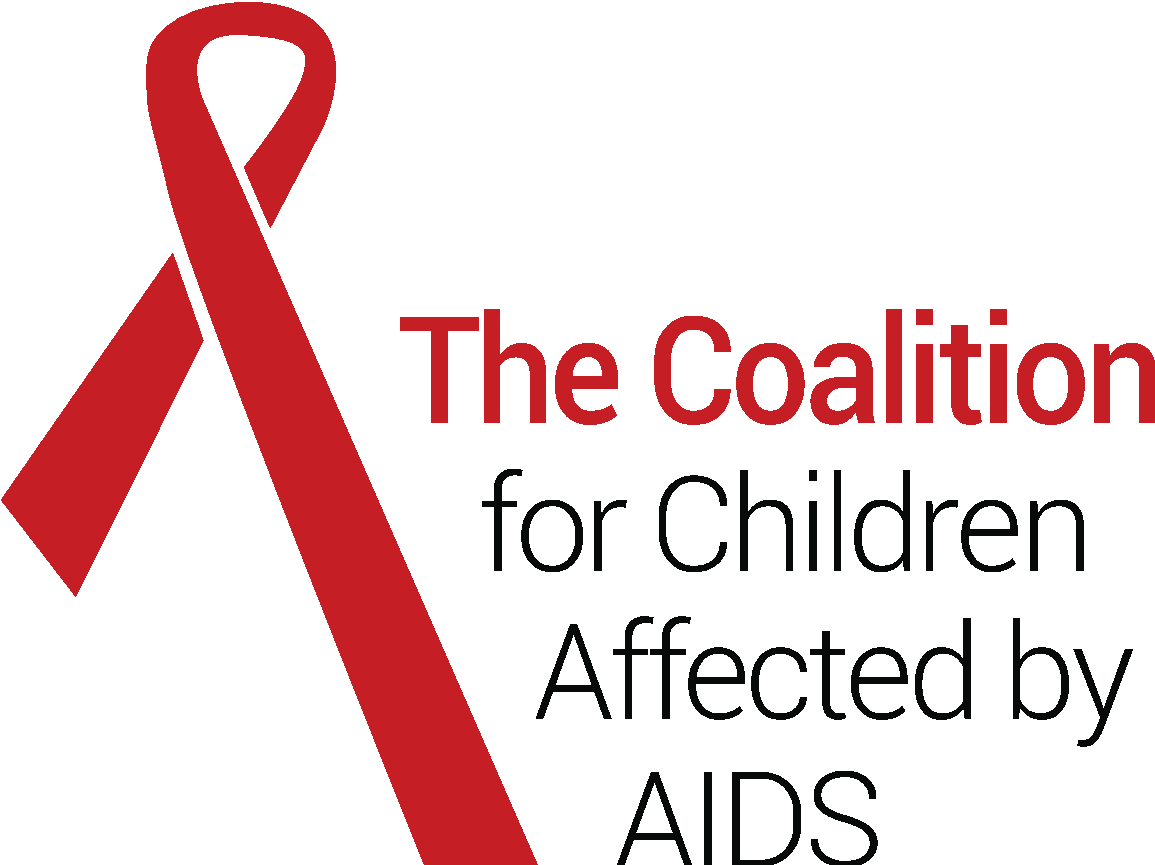 The Coalition
for Children
Affected by
AIDS